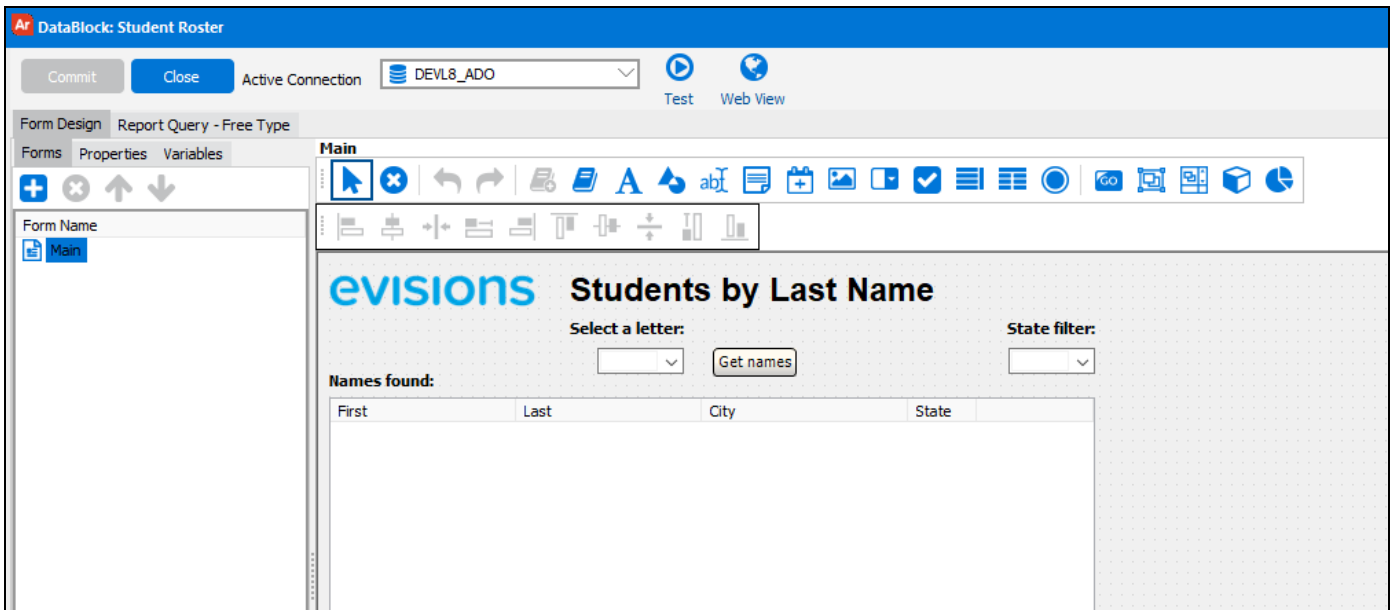 Ar DataBlock: Student Roster
Commit Close Active Connection DEVL8_ADO
Test Web View
Form Design Report Query - Free Type
Forms Properties Variables
Main
A ab GO
Form Name
Main
evisions Students by Last Name
Select a letter: State filter:
Get names
Names found:
First Last City State